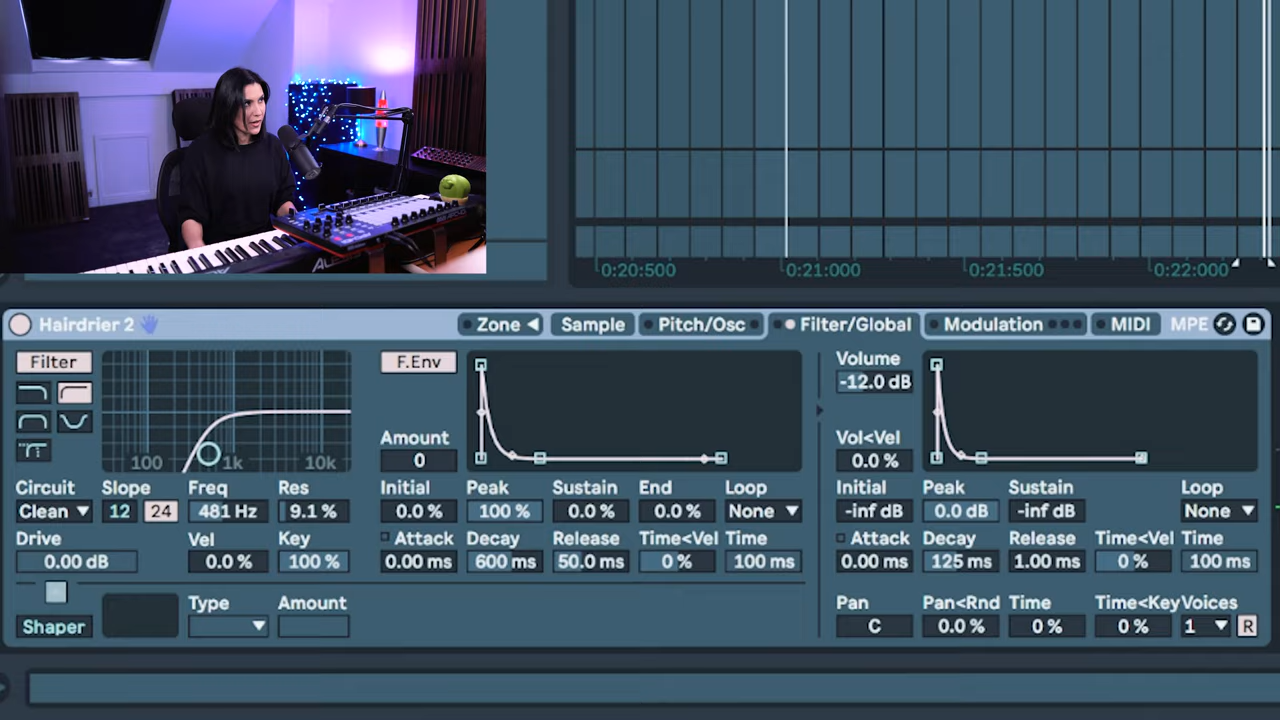 0:20:500 0:21:000 0:21:500 0:22:000
Hairdrier 2 Zone Sample Pitch/Osc Filter/Global Modulation MIDI MPE
Filter F.Env Volume
-12.0 dB
Amount Vol<Vel
100 1k 10k 0 0.0 %
Circuit Slope Freq Res Initial Peak Sustain End Loop Initial Peak Sustain Loop
Clean 12 24 481 Hz 9.1 % 0.0 % 100 % 0.0 % 0.0 % None -inf dB 0.0 dB -inf dB None
Drive Vel Key Attack Decay Release Time<Vel Time Attack Decay Release Time<Vel Time
0.00 dB 0.0 % 100 % 0.00 ms 600 ms 50.0 ms 0 % 100 ms 0.00 ms 125 ms 1.00 ms 0 % 100 ms
Type Amount Pan Pan<Rnd Time Time<Key Voices
Shaper C 0.0 % 0 % 0 % 1 R